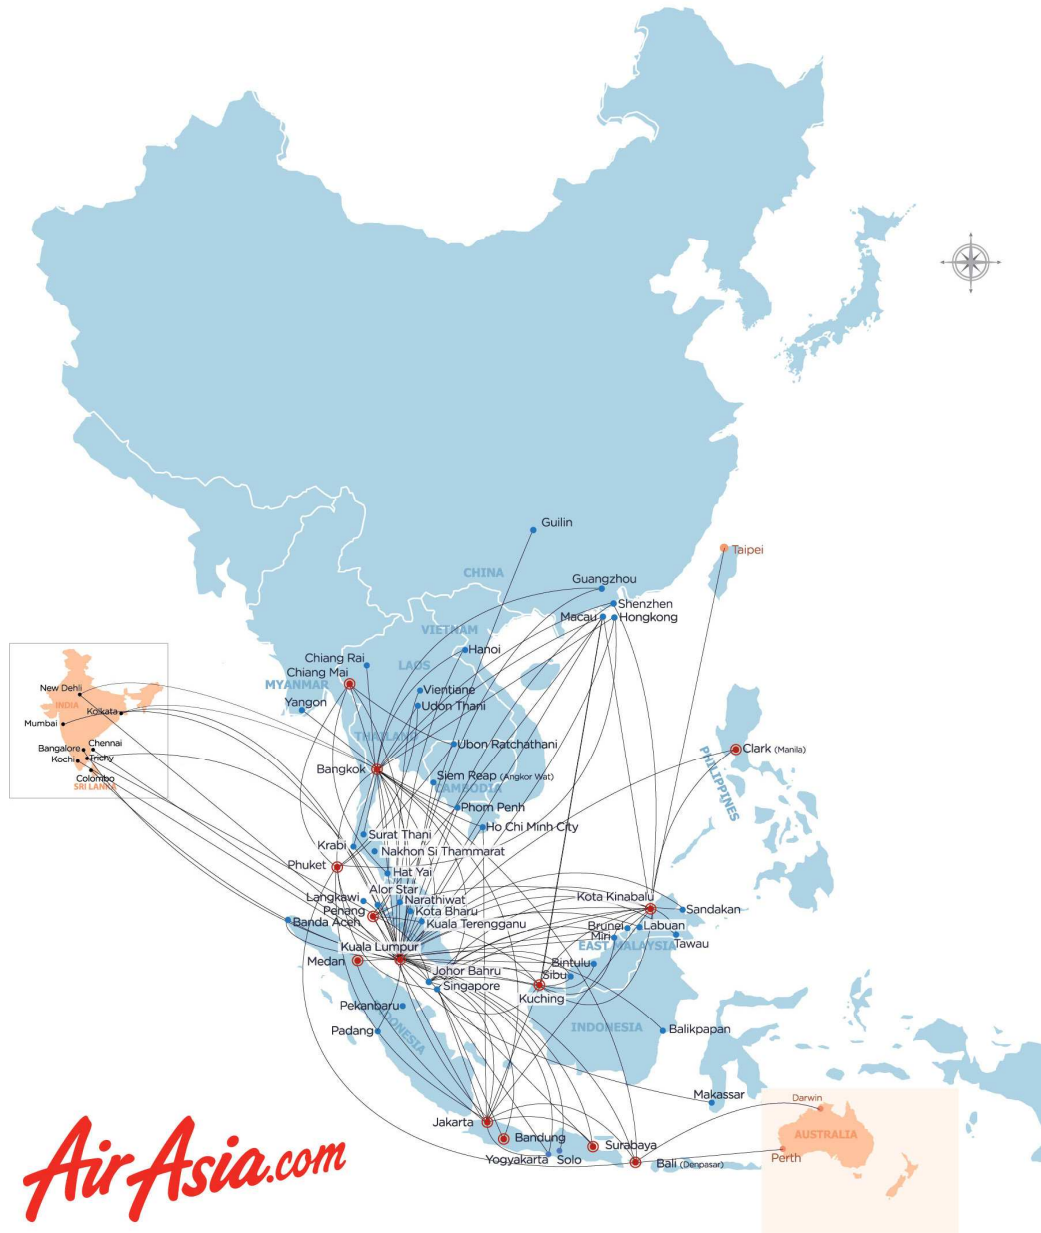 Guilin
Taipei
CHINA
Guangzhou
Shenzhen
Macau
Hongkong
VIETNAM
Hanoi
Chiang Rai
LAOS
Chiang Mai
MYANMAR
Vientiane
Yangon
Udon Thani
New Dehli
INDIA
Kolkata
Mumbai
Bangalore
Chennai
Kochi
Trichy
Colombo
SRI LANKA
THAILAND
Ubon Ratchathani
Clark (Manila)
PHILIPPINES
Bangkok
Siem Reap (Angkor Wat)
CAMBODIA
Phom Penh
Ho Chi Minh City
Surat Thani
Krabi
Nakhon Si Thammarat
Phuket
Hat Yai
Alor Star
Langkawi
Narathiwat
Kota Kinabalu
Sandakan
Penang
Kota Bharu
Banda Aceh
Kuala Terengganu
Brunei
Labuan
Miri
EAST MALAYSIA
Tawau
Kuala Lumpur
Medan
Johor Bahru
Bintulu
Sibu
Singapore
Kuching
Pekanbaru
INDONESIA
Padang
INDONESIA
Balikpapan
Makassar
Darwin
AUSTRALIA
Perth
Jakarta
Bandung
Surabaya
Yogyakarta
Solo
Bali (Denpasar)
AirAsia.com